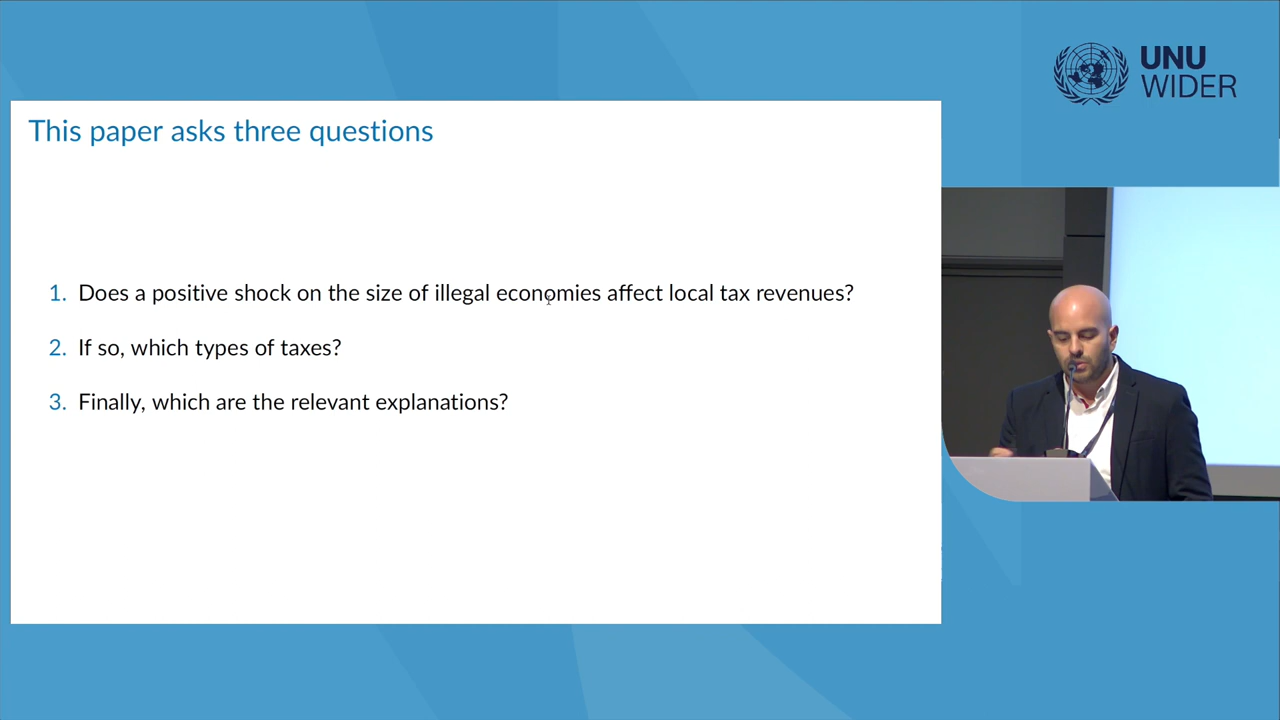 UNU
WIDER
This paper asks three questions
1. Does a positive shock on the size of illegal economies affect local tax revenues?
2. If so, which types of taxes?
3. Finally, which are the relevant explanations?